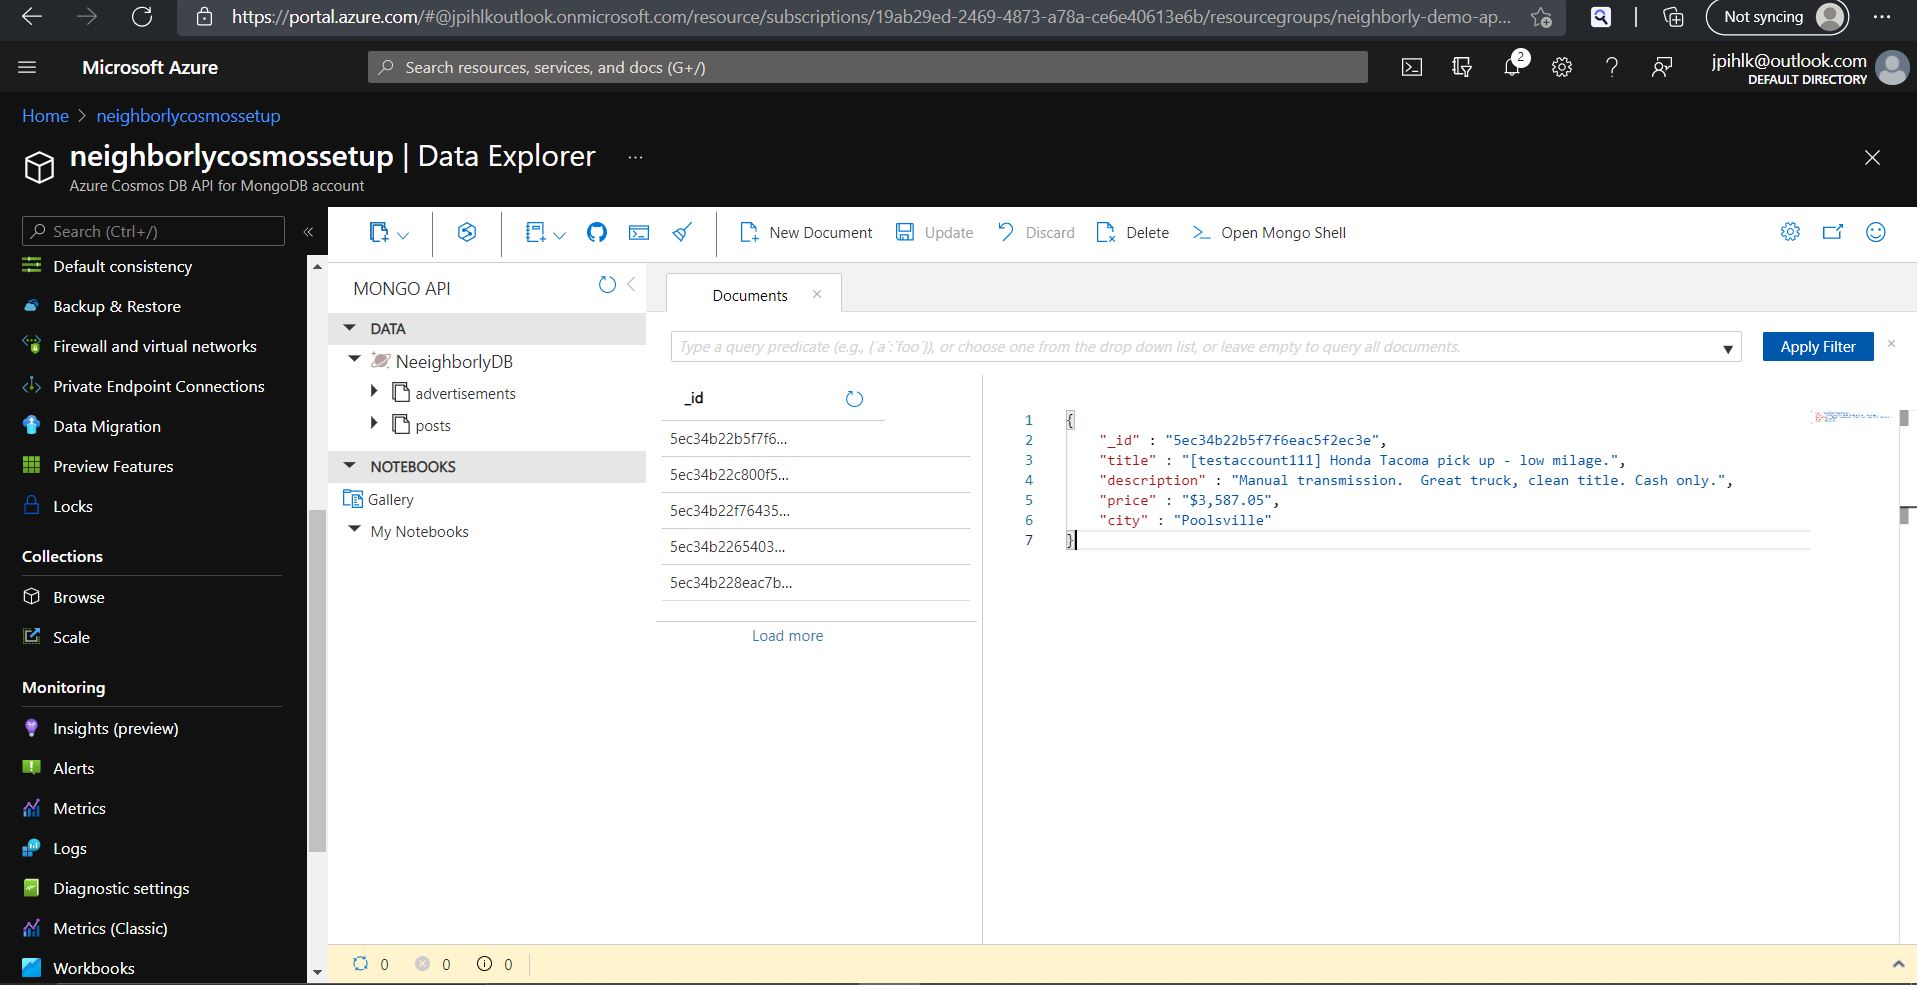 https://portal.azure.com/#@jpihlkoutlook.onmicrosoft.com/resource/subscriptions/19ab29ed-2469-4873-a78a-ce6e40613e6b/resourcegroups/neighborly-demo-ap...
Not syncing
Microsoft Azure
Search resources, services, and docs (G+/)
2
jpihlk@outlook.com
DEFAULT DIRECTORY
Home > neighborlycosmossetup
neighborlycosmossetup | Data Explorer ...
Azure Cosmos DB API for MongoDB account
Search (Ctrl+/)
«
Default consistency
Backup & Restore
Firewall and virtual networks
Private Endpoint Connections
Data Migration
Preview Features
Locks
Collections
Browse
Scale
Monitoring
Insights (preview)
Alerts
Metrics
Logs
Diagnostic settings
Metrics (Classic)
Workbooks
New Document
Update
Discard
Delete
Open Mongo Shell
MONGO API
DATA
NeeighborlyDB
advertisements
posts
NOTEBOOKS
Gallery
My Notebooks
Documents
Type a query predicate (e.g., {´a´:´foo´}), or choose one from the drop down list, or leave empty to query all documents.
Apply Filter
_id
5ec34b22b5f7f6...
5ec34b22c800f5...
5ec34b22f76435...
5ec34b2265403...
5ec34b228eac7b...
Load more
1 {
2 "_id" : "5ec34b22b5f7f6eac5f2ec3e",
3 "title" : "[testaccount111] Honda Tacoma pick up - low milage.",
4 "description" : "Manual transmission.  Great truck, clean title. Cash only.",
5 "price" : "$3,587.05",
6 "city" : "Poolsville"
7 }
0 0 0